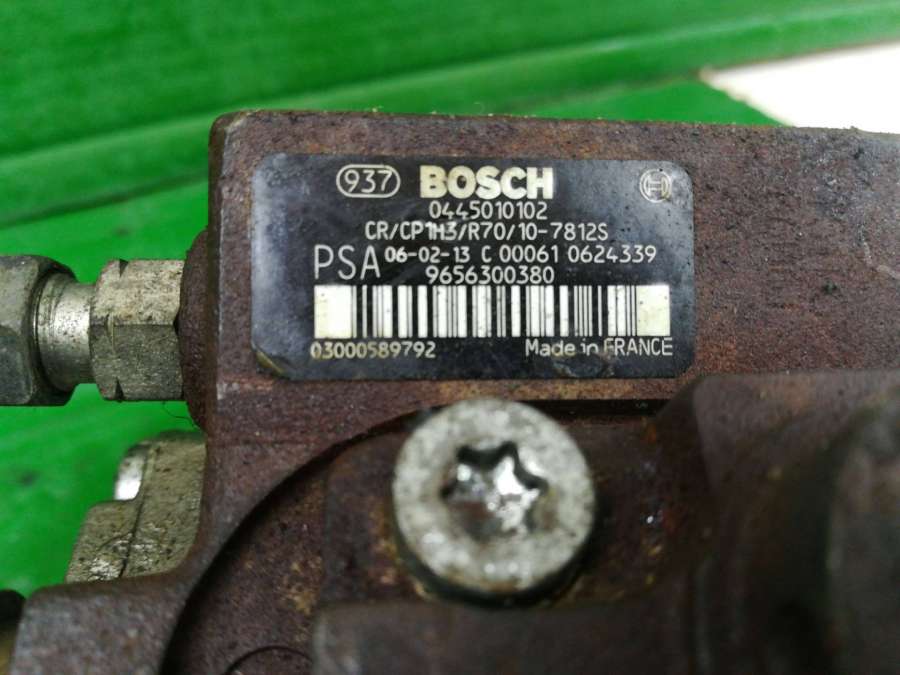 937 BOSCH
0445010102
CR/CP1H3/R70/10-7812S
PSA 06-02-13 C 00061 0624339
9656300380
03000589792 Made in FRANCE